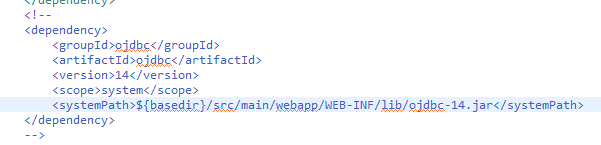 </dependency>
<!--
<dependency>
<groupId>ojdbc</groupId>
<artifactId>ojdbc</artifactId>
<version>14</version>
<scope>system</scope>
<systemPath>${basedir}/src/main/webapp/WEB-INF/lib/ojdbc-14.jar</systemPath>
</dependency>
-->